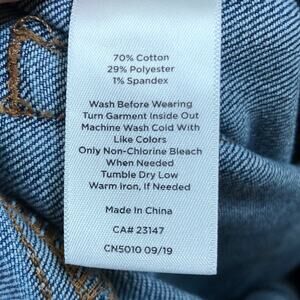 70% Cotton
29% Polyester
1% Spandex
Wash Before Wearing
Turn Garment Inside Out
Machine Wash Cold With
Like Colors
Only Non-Chlorine Bleach
When Needed
Tumble Dry Low
Warm Iron, If Needed
Made In China
CA# 23147
CN5010 09/19